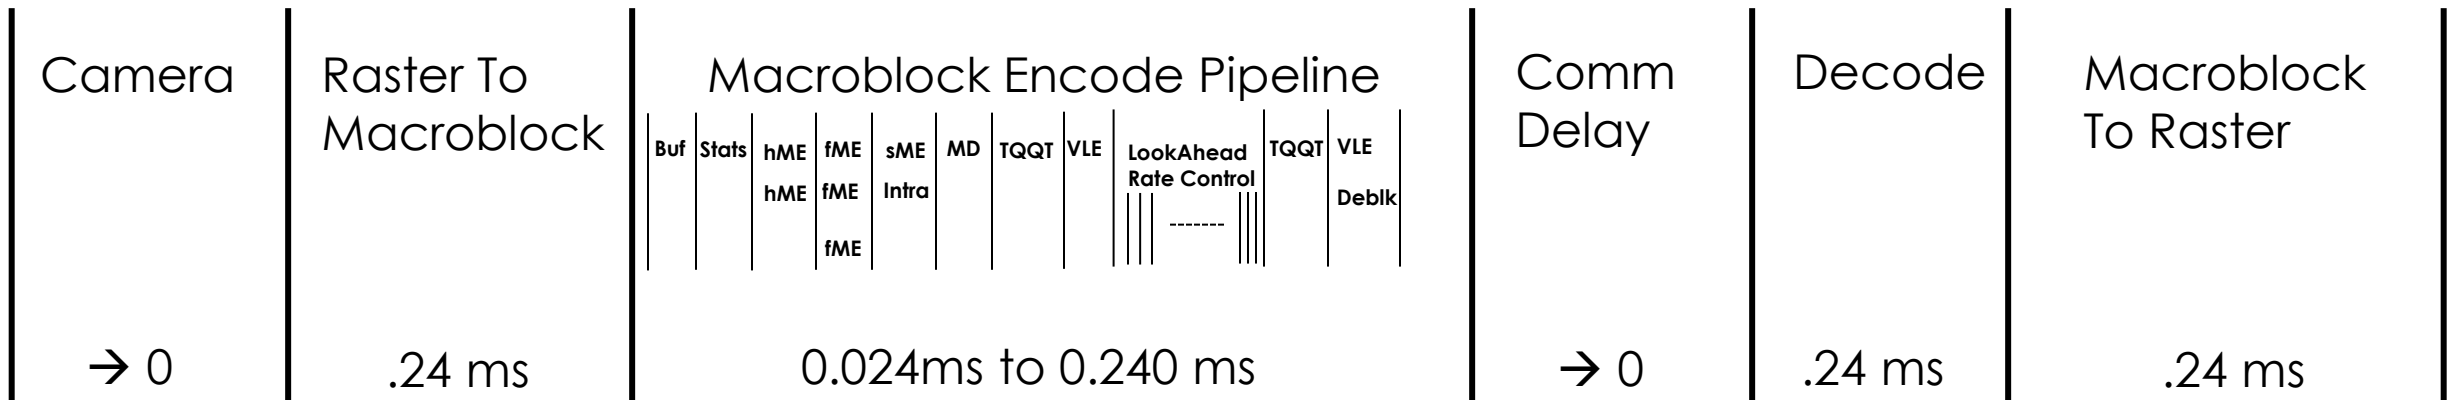 Camera
Raster To
Macroblock
Macroblock Encode Pipeline
Buf
Stats
hME
hME
fME
fME
fME
sME
Intra
MD
TQQT
VLE
LookAhead
Rate Control
-------
TQQT
VLE
Deblk
Comm
Delay
Decode
Macroblock
To Raster
→ 0
.24 ms
0.024ms to 0.240 ms
→ 0
.24 ms
.24 ms